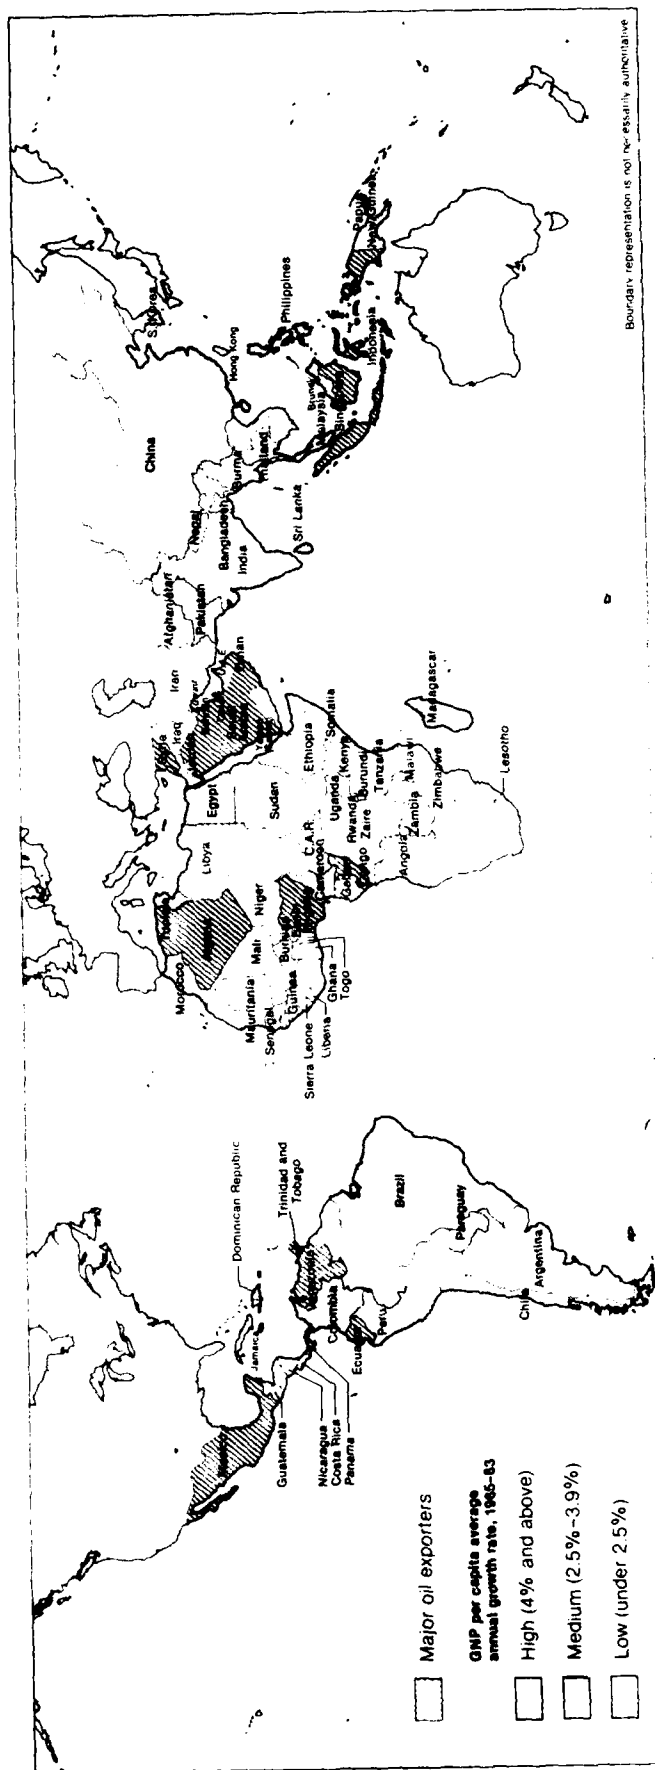 Dominican Republic
Jamaica
Trinidad and
Tobago
Guatemala
Nicaragua
Costa Rica
Panama
Colombia
Ecuador
Peru
Brazil
Paraguay
Chile
Argentina
Morocco
Libya
Egypt
Mauritania
Mali
Niger
Sudan
Senegal
Guinea
Sierra Leone
Liberia
Ghana
Togo
Cameroon
C.A.R.
Ethiopia
Somalia
Uganda
Kenya
Rwanda
Burundi
Zaire
Tanzania
Congo
Angola
Zambia
Malawi
Zimbabwe
Madagascar
Lesotho
Iraq
Iran
Afghanistan
Pakistan
Nepal
Bangladesh
India
Sri Lanka
China
Burma
Thailand
S. Korea
Hong Kong
Philippines
Brunei
Malaysia
Indonesia
Papua
New Guinea
Major oil exporters
GNP per capita average
annual growth rate, 1965-83
High (4% and above)
Medium (2.5%-3.9%)
Low (under 2.5%)
Boundary representation is not necessarily authoritative